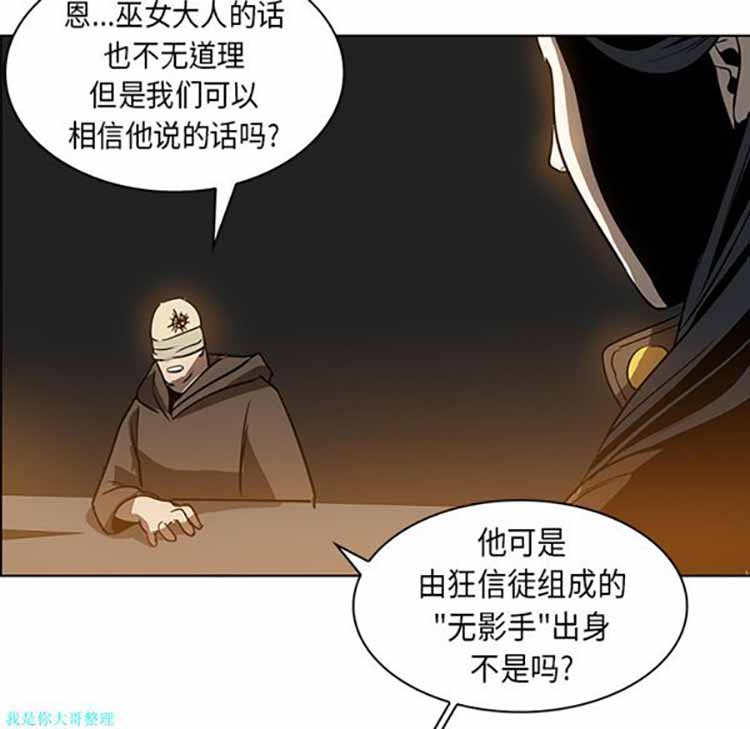 恩...巫女大人的话
也不无道理
但是我们可以
相信他说的话吗?
他可是
由狂信徒组成的
"无影手"出身
不是吗?
我是你大哥整理